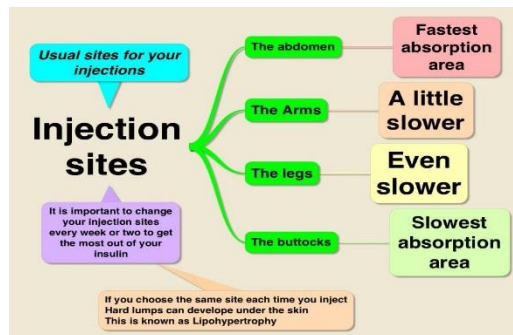 Usual sites for your
injections
Injection
sites
It is important to change
your injection sites
every week or two to get
the most out of your
insulin
If you choose the same site each time you inject
Hard lumps can develope under the skin
This is known as Lipohypertrophy
The abdomen
Fastest
absorption
area
The Arms
A little
slower
The legs
Even
slower
The buttocks
Slowest
absorption
area